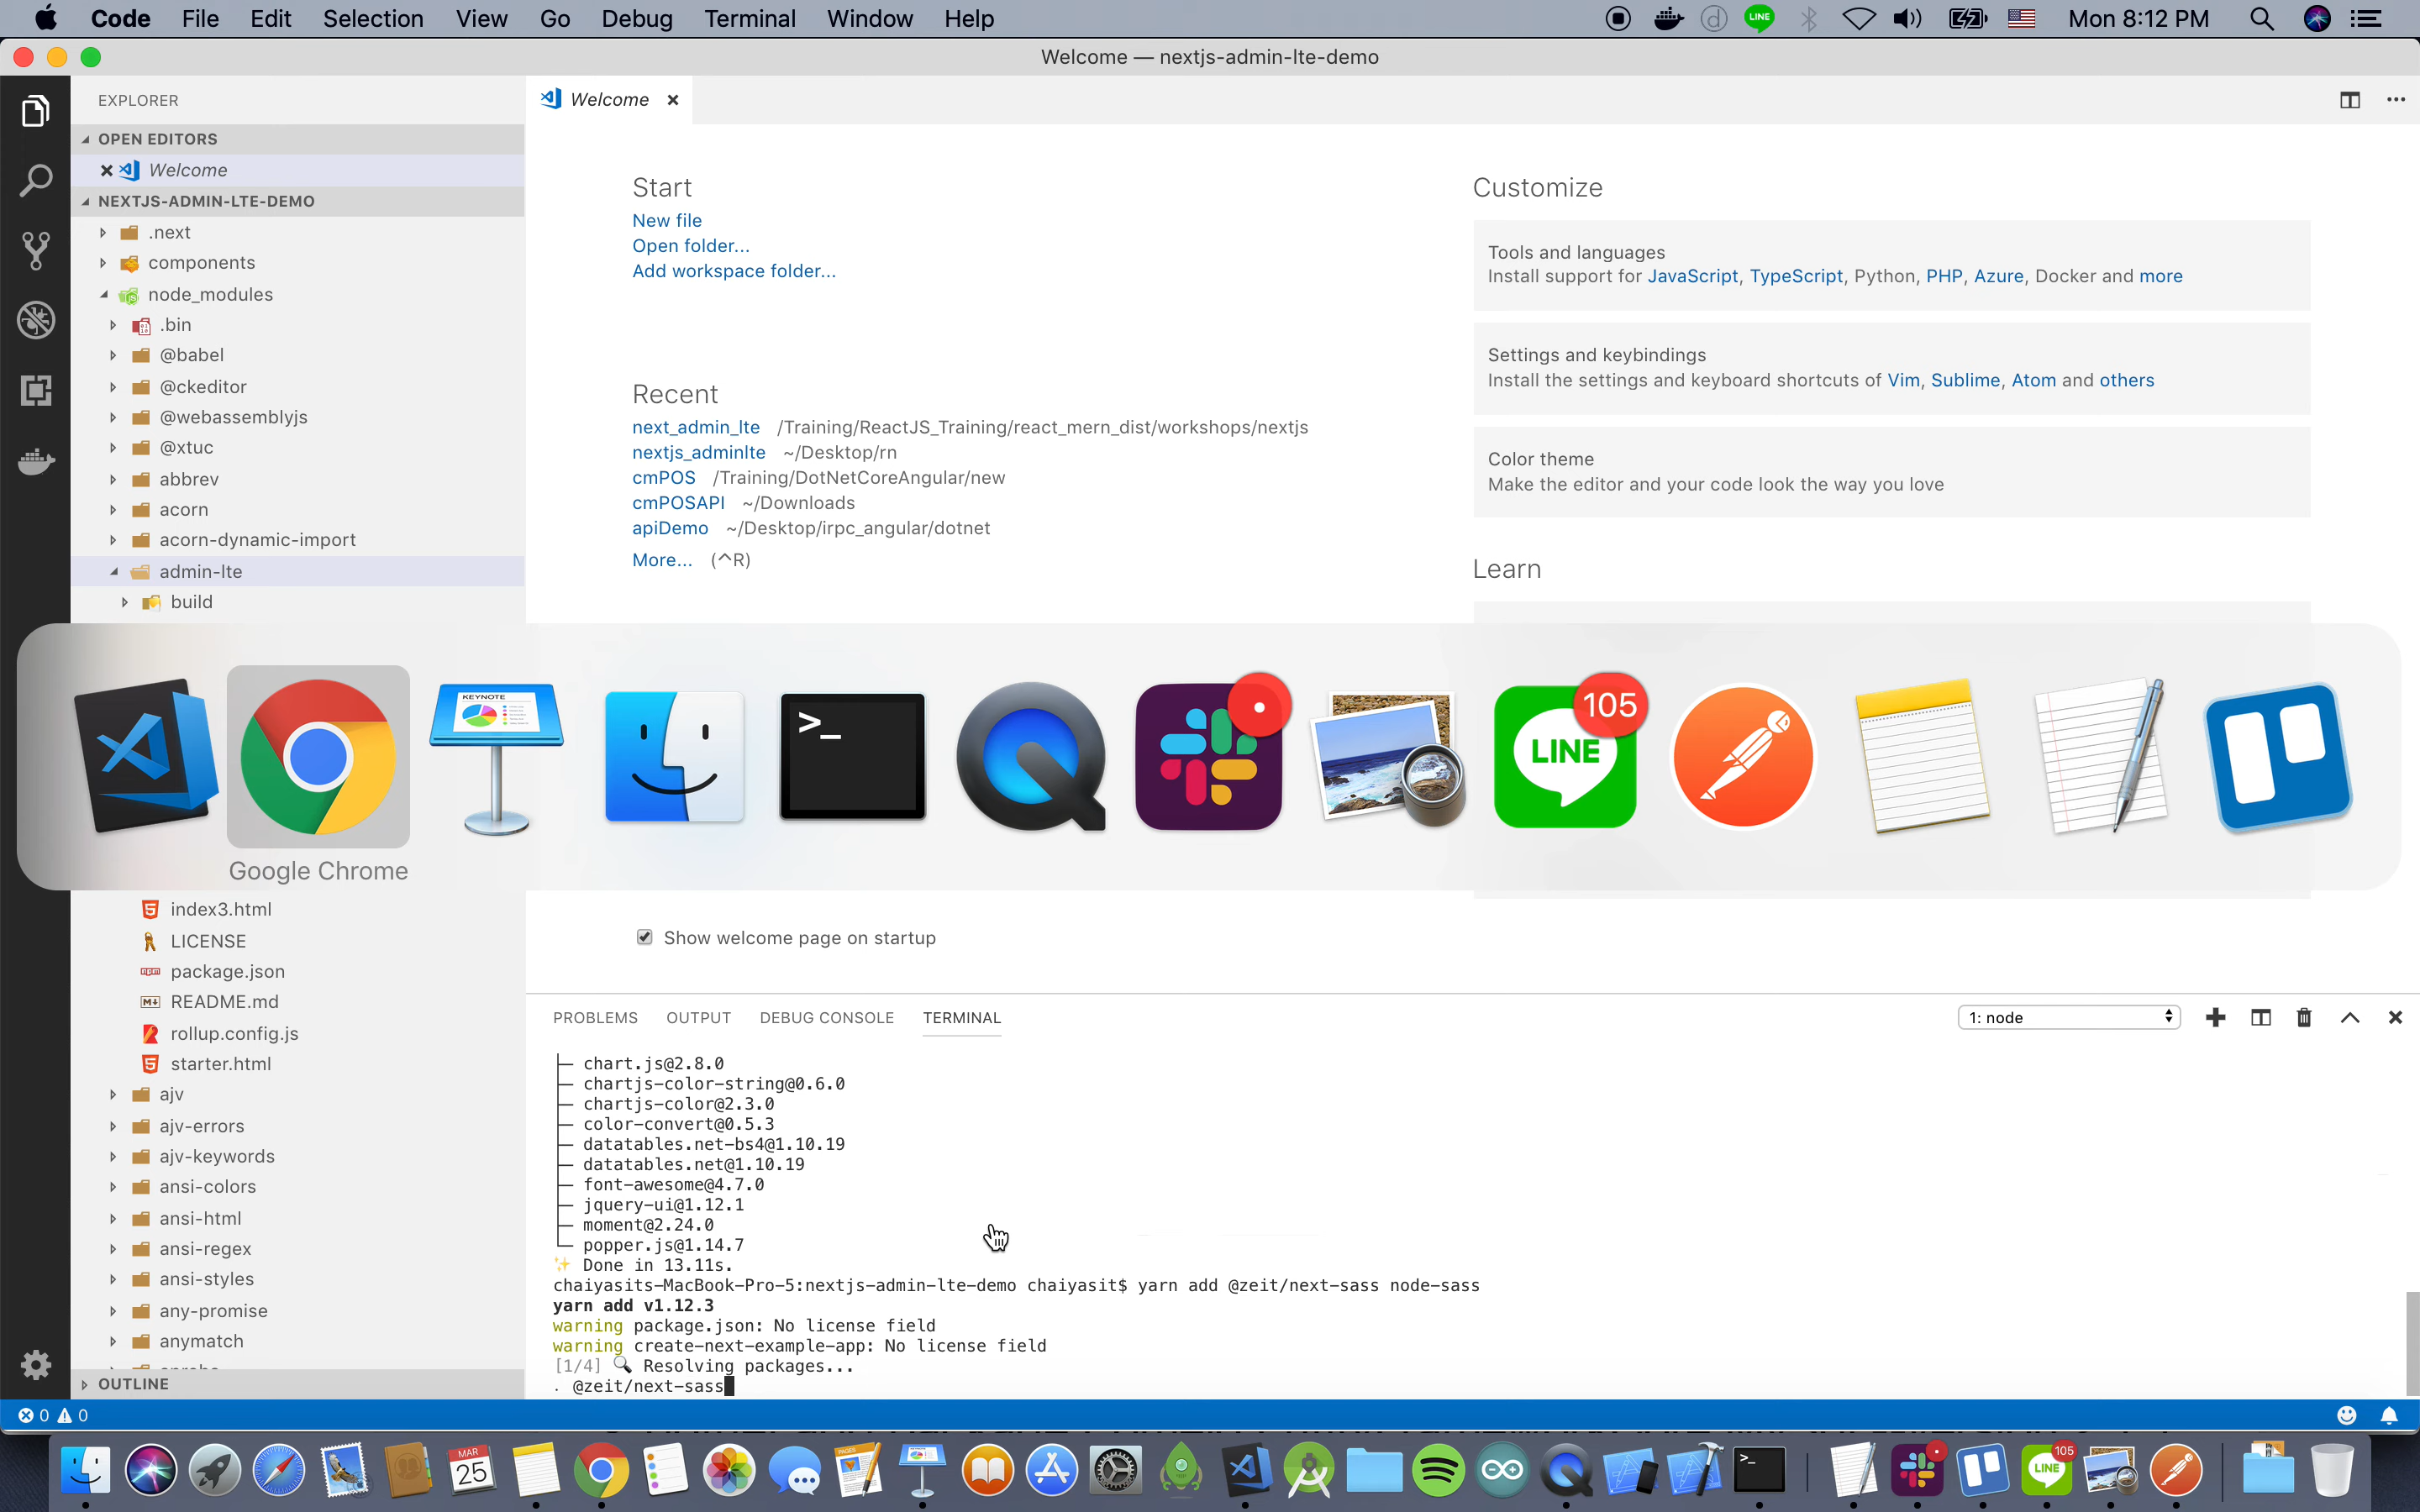 Code File Edit Selection View Go Debug Terminal Window Help
LINE
Mon 8:12 PM
Welcome — nextjs-admin-lte-demo
EXPLORER
OPEN EDITORS
Welcome
NEXTJS-ADMIN-LTE-DEMO
.next
components
node_modules
.bin
@babel
@ckeditor
@webassemblyjs
@xtuc
abbrev
acorn
acorn-dynamic-import
admin-lte
build
Welcome
Start
New file
Open folder...
Add workspace folder...
Recent
next_admin_lte /Training/ReactJS_Training/react_mern_dist/workshops/nextjs
nextjs_adminlte ~/Desktop/rn
cmPOS /Training/DotNetCoreAngular/new
cmPOSAPI ~/Downloads
apiDemo ~/Desktop/irpc_angular/dotnet
More... (^R)
Customize
Tools and languages
Install support for JavaScript, TypeScript, Python, PHP, Azure, Docker and more
Settings and keybindings
Install the settings and keyboard shortcuts of Vim, Sublime, Atom and others
Color theme
Make the editor and your code look the way you love
Learn
KEYNOTE
>_
LINE
105
Google Chrome
index3.html
LICENSE
package.json
README.md
rollup.config.js
starter.html
ajv
ajv-errors
ajv-keywords
ansi-colors
ansi-html
ansi-regex
ansi-styles
any-promise
anymatch
OUTLINE
Show welcome page on startup
PROBLEMS OUTPUT DEBUG CONSOLE TERMINAL
1: node
├─ chart.js@2.8.0
├─ chartjs-color-string@0.6.0
├─ chartjs-color@2.3.0
├─ color-convert@0.5.3
├─ datatables.net-bs4@1.10.19
├─ datatables.net@1.10.19
├─ font-awesome@4.7.0
├─ jquery-ui@1.12.1
├─ moment@2.24.0
└─ popper.js@1.14.7
✨ Done in 13.11s.
chaiyasits-MacBook-Pro-5:nextjs-admin-lte-demo chaiyasit$ yarn add @zeit/next-sass node-sass
yarn add v1.12.3
warning package.json: No license field
warning create-next-example-app: No license field
[1/4] 🔍 Resolving packages...
. @zeit/next-sass
0 0
MAR
25
PAGES
>_
LINE
105